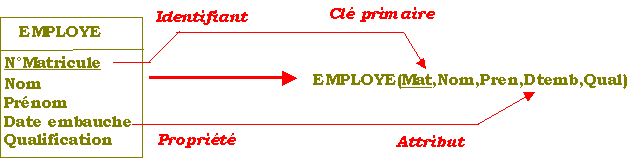 Identifiant
Clé primaire
EMPLOYE
N°Matricule
Nom
Prénom
Date embauche
Qualification
EMPLOYE(Mat,Nom,Pren,Dtemb,Qual)
Propriété
Attribut